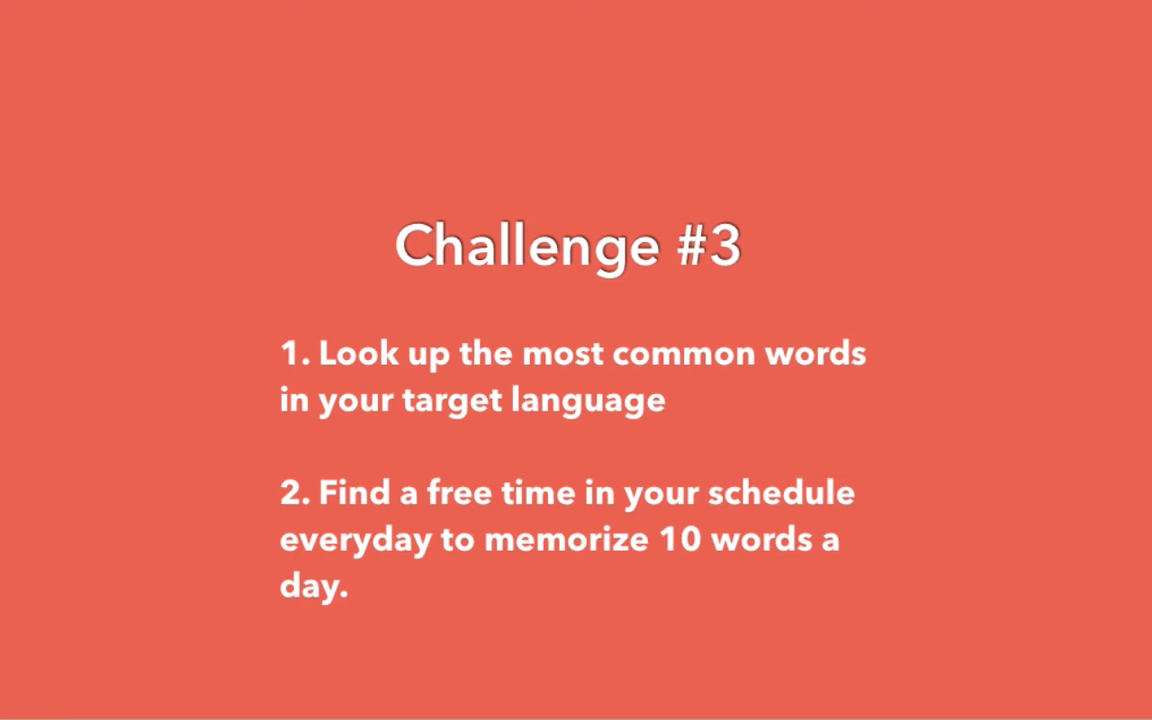 Challenge #3
1. Look up the most common words
in your target language
2. Find a free time in your schedule
everyday to memorize 10 words a
day.